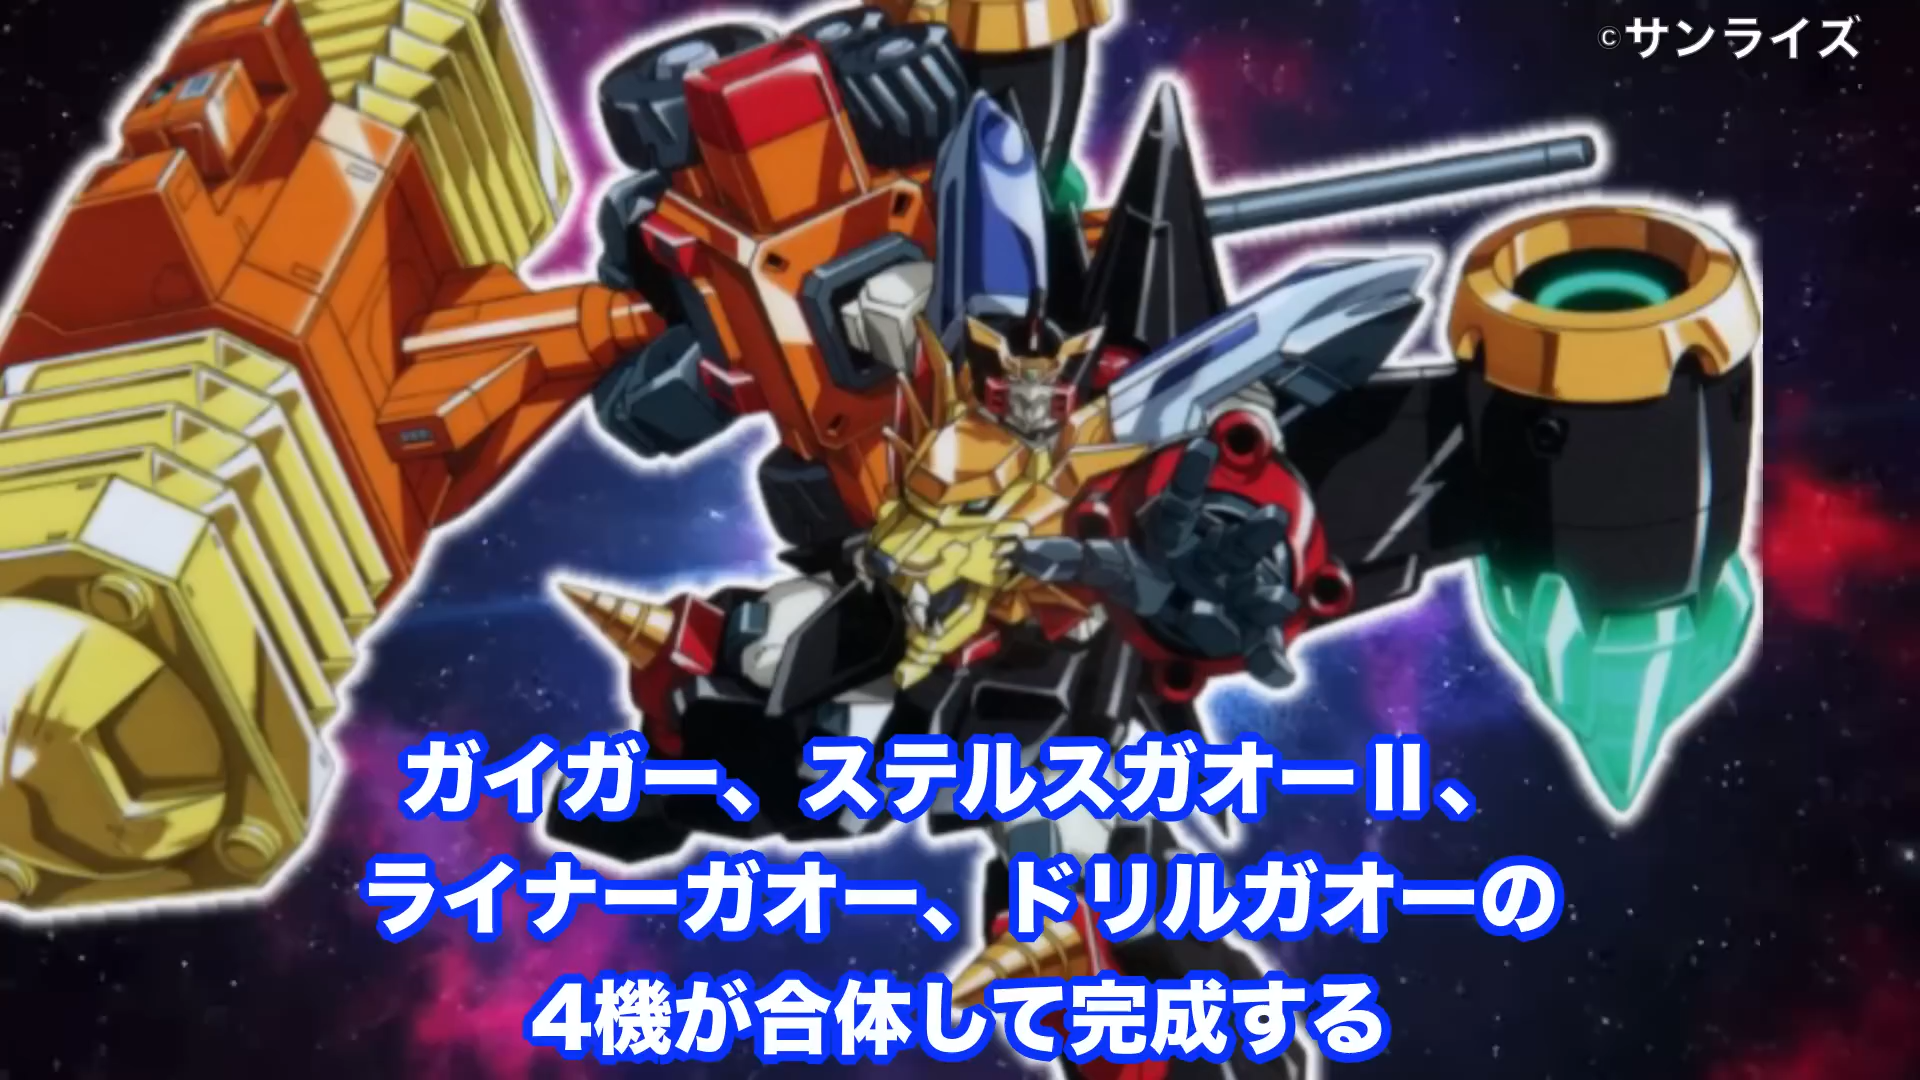 ©サンライズ
ガイガー、ステルスガオーⅡ、
ライナーガオー、ドリルガオーの
4機が合体して完成する